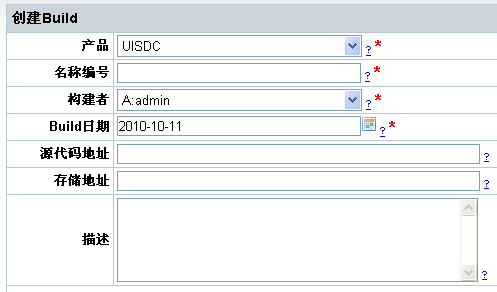 创建Build
产品 UISDC ? *
名称编号 ? *
构建者 A:admin ? *
Build日期 2010-10-11 ? *
源代码地址 ?
存储地址 ?
描述 ?